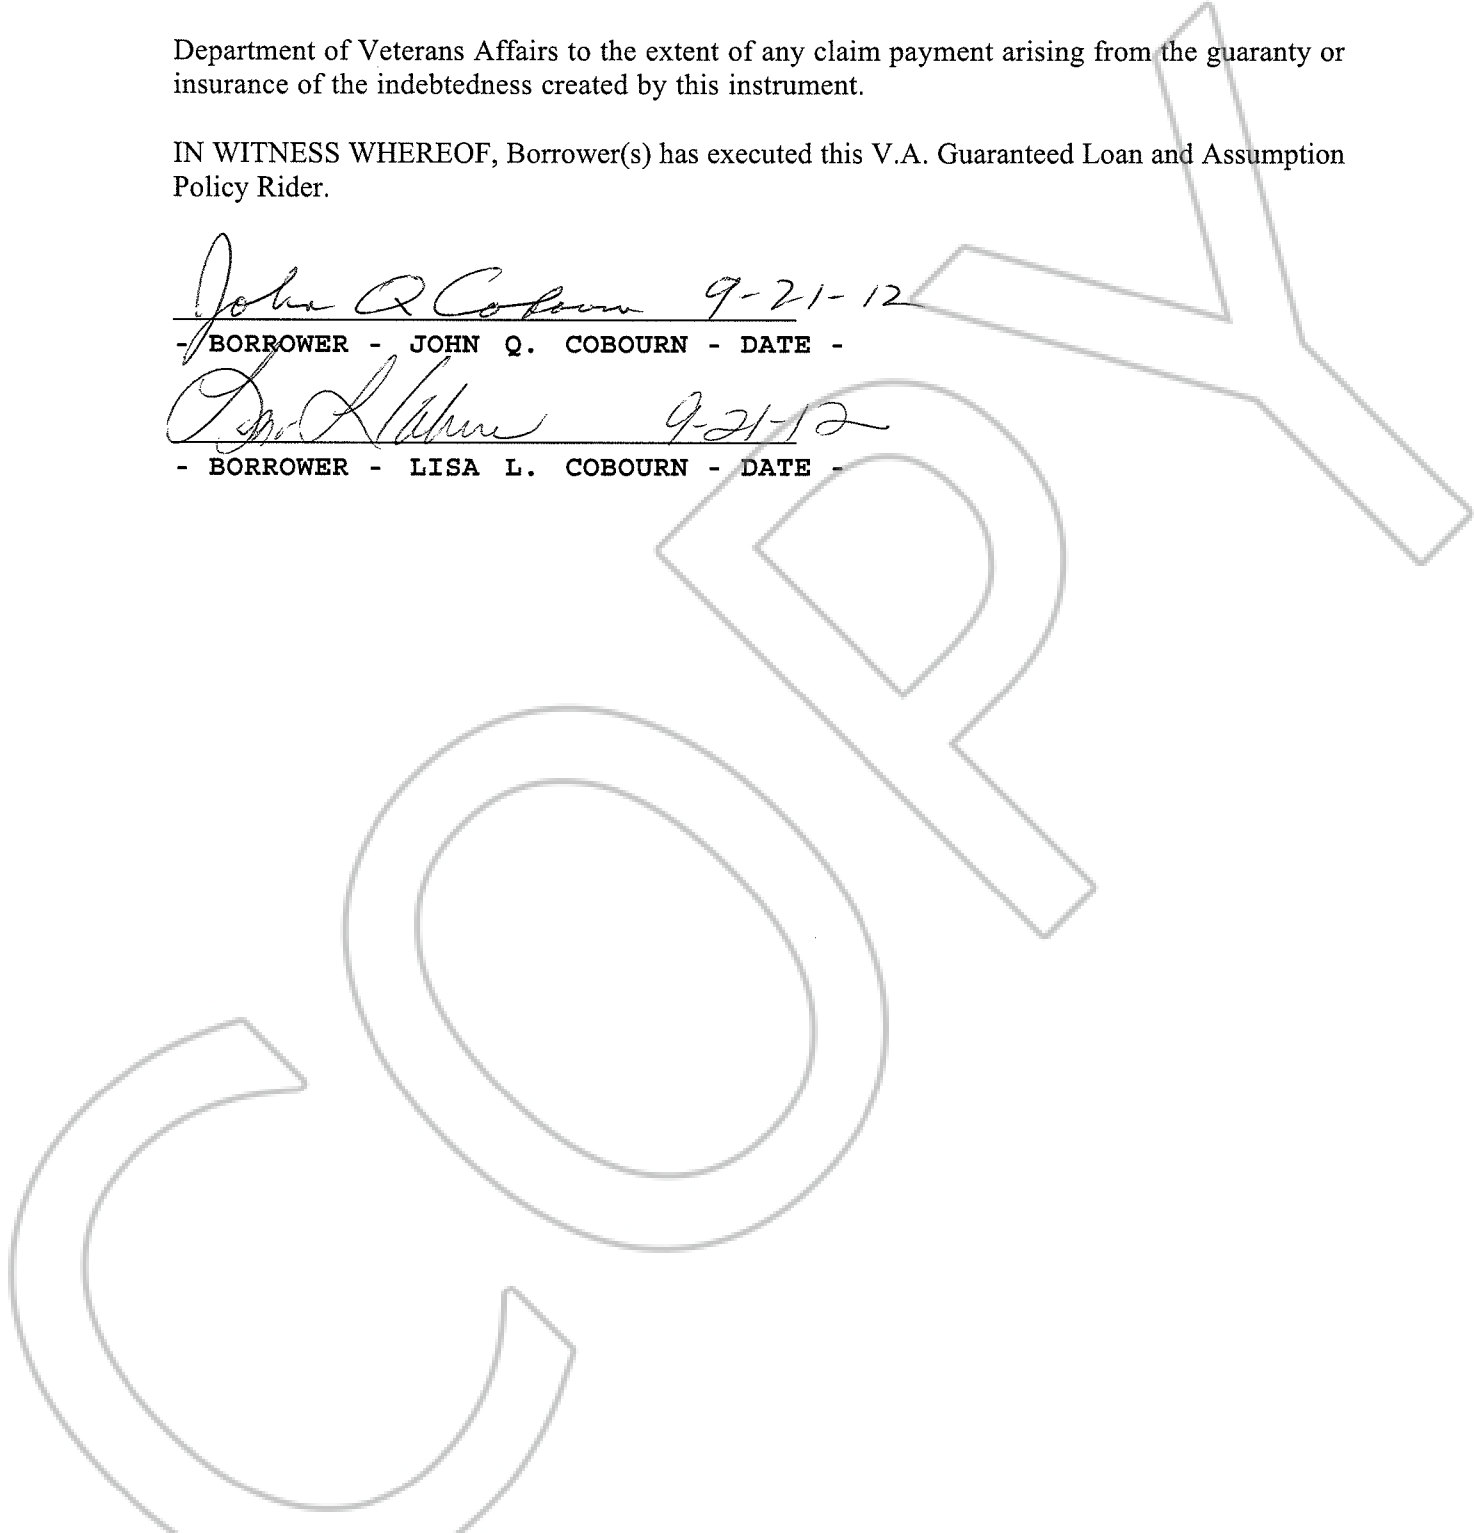 Department of Veterans Affairs to the extent of any claim payment arising from the guaranty or
insurance of the indebtedness created by this instrument.
IN WITNESS WHEREOF, Borrower(s) has executed this V.A. Guaranteed Loan and Assumption
Policy Rider.
John Q Cobourn 9-21-12
- BORROWER - JOHN Q. COBOURN - DATE -
9-21-12
- BORROWER - LISA L. COBOURN - DATE -
COPY